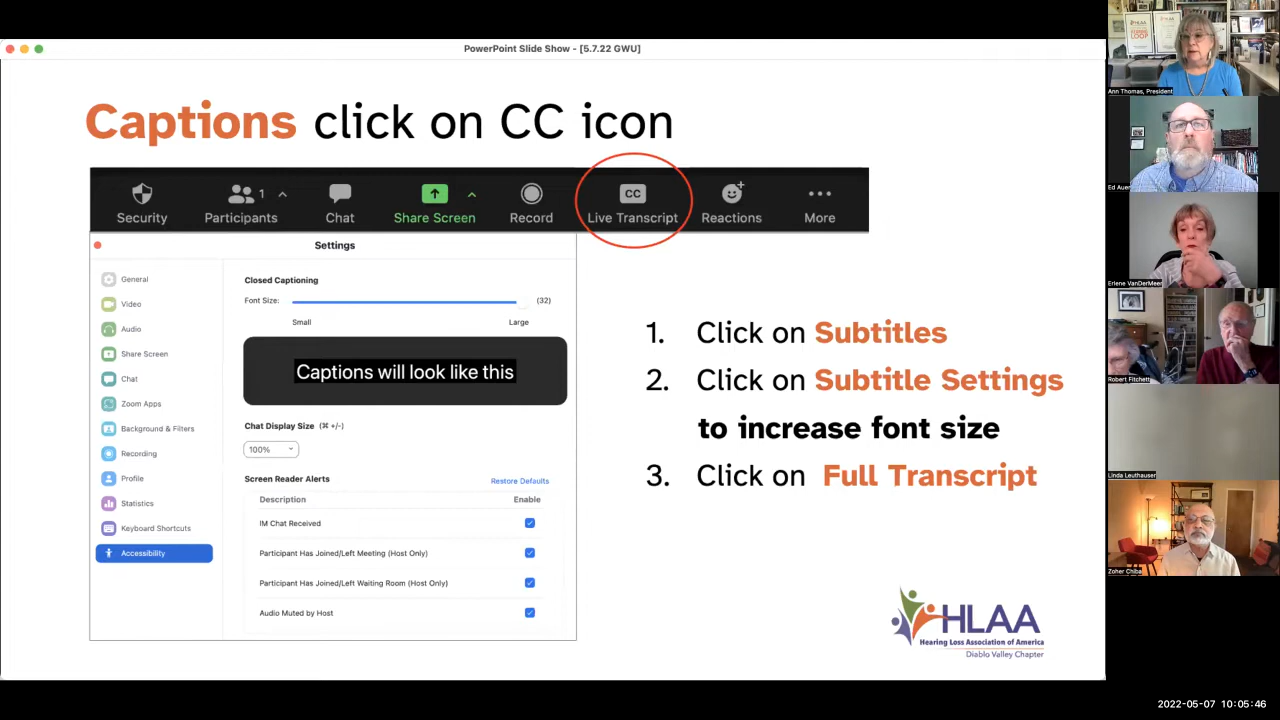 PowerPoint Slide Show - [5.7.22 GWU]
Captions click on CC icon
1
CC
Security
Participants
Chat
Share Screen
Record
Live Transcript
Reactions
More
Settings
General
Video
Audio
Share Screen
Chat
Zoom Apps
Background & Filters
Recording
Profile
Statistics
Keyboard Shortcuts
Accessibility
Closed Captioning
Font Size:
(32)
Small
Large
Captions will look like this
Chat Display Size (⌘ +/-)
100%
Screen Reader Alerts
Restore Defaults
Description
Enable
IM Chat Received
Participant Has Joined/Left Meeting (Host Only)
Participant Has Joined/Left Waiting Room (Host Only)
Audio Muted by Host
1. Click on Subtitles
2. Click on Subtitle Settings
to increase font size
3. Click on Full Transcript
HLAA
Hearing Loss Association of America
Diablo Valley Chapter
LOOP
Ann Thomas, President
Ed Auer
Erlene VanDerMeer
Robert Fitchett
Linda Leuthauser
Zoher Chiba
2022-05-07 10:05:46